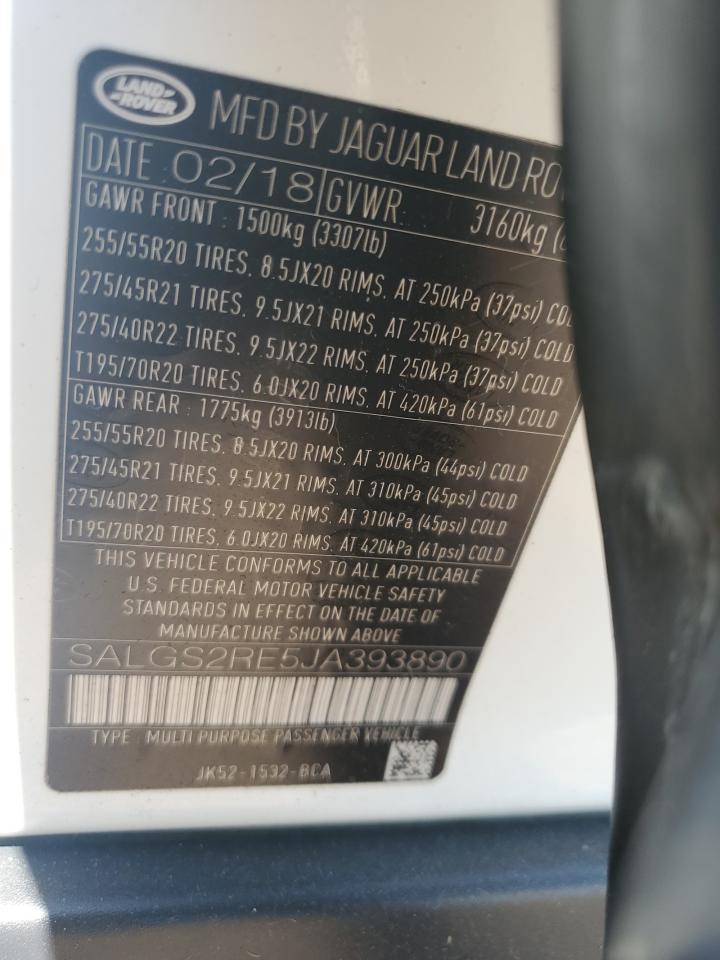 LAND
ROVER
MFD BY JAGUAR LAND
DATE 02/18 GVWR 3160kg
GAWR FRONT : 1500kg (3307lb)
255/55R20 TIRES, 8.5JX20 RIMS, AT 250kPa (37psi)
275/45R21 TIRES, 9.5JX21 RIMS, AT 250kPa (37psi) COLD
275/40R22 TIRES, 9.5JX22 RIMS, AT 250kPa (37psi) COLD
T195/70R20 TIRES, 6.0JX20 RIMS, AT 420kPa (61psi) COLD
GAWR REAR : 1775kg (3913lb)
255/55R20 TIRES, 8.5JX20 RIMS, AT 300kPa (44psi) COLD
275/45R21 TIRES, 9.5JX21 RIMS, AT 310kPa (45psi) COLD
275/40R22 TIRES, 9.5JX22 RIMS, AT 310kPa (45psi) COLD
T195/70R20 TIRES, 6.0JX20 RIMS, AT 420kPa (61psi) COLD
THIS VEHICLE CONFORMS TO ALL APPLICABLE
U.S. FEDERAL MOTOR VEHICLE SAFETY
STANDARDS IN EFFECT ON THE DATE OF
MANUFACTURE SHOWN ABOVE
SALGS2RE5JA393890
TYPE : MULTI PURPOSE PASSENGER VEHICLE
JK52-1532-BCA